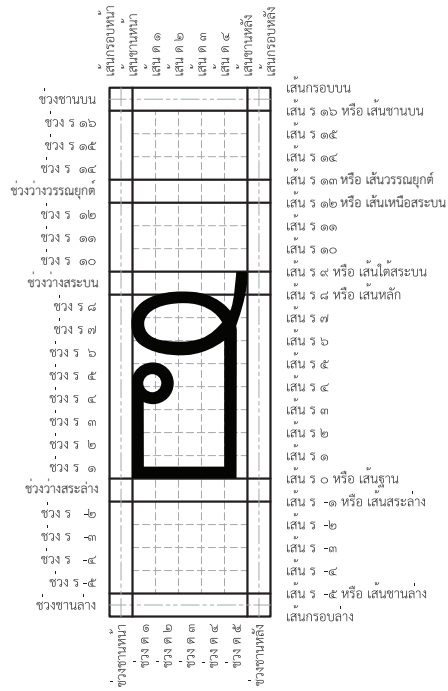 เส้นกรอบหน้า
เส้นชานหน้า
เส้น ด ๑
เส้น ด ๒
เส้น ด ๓
เส้น ด ๔
เส้นชานหลัง
เส้นกรอบหลัง
ช่วงชานบน
ช่วง ร ๑๖
ช่วง ร ๑๕
ช่วง ร ๑๔
ช่วงว่างวรรณยุกต์
ช่วง ร ๑๒
ช่วง ร ๑๑
ช่วง ร ๑๐
ช่วงว่างสระบน
ช่วง ร ๘
ช่วง ร ๗
ช่วง ร ๖
ช่วง ร ๕
ช่วง ร ๔
ช่วง ร ๓
ช่วง ร ๒
ช่วง ร ๑
ช่วงว่างสระล่าง
ช่วง ร -๒
ช่วง ร -๓
ช่วง ร -๔
ช่วง ร -๕
ช่วงชานล่าง
เส้นกรอบบน
เส้น ร ๑๖ หรือ เส้นชานบน
เส้น ร ๑๕
เส้น ร ๑๔
เส้น ร ๑๓ หรือ เส้นวรรณยุกต์
เส้น ร ๑๒ หรือ เส้นเหนือสระบน
เส้น ร ๑๑
เส้น ร ๑๐
เส้น ร ๙ หรือ เส้นใต้สระบน
เส้น ร ๘ หรือ เส้นหลัก
เส้น ร ๗
เส้น ร ๖
เส้น ร ๕
เส้น ร ๔
เส้น ร ๓
เส้น ร ๒
เส้น ร ๑
เส้น ร ๐ หรือ เส้นฐาน
เส้น ร -๑ หรือ เส้นสระล่าง
เส้น ร -๒
เส้น ร -๓
เส้น ร -๔
เส้น ร -๕ หรือ เส้นชานล่าง
เส้นกรอบล่าง
ช่วงชานหน้า
ช่วง ด ๑
ช่วง ด ๒
ช่วง ด ๓
ช่วง ด ๔
ช่วง ด ๕
ช่วงชานหลัง